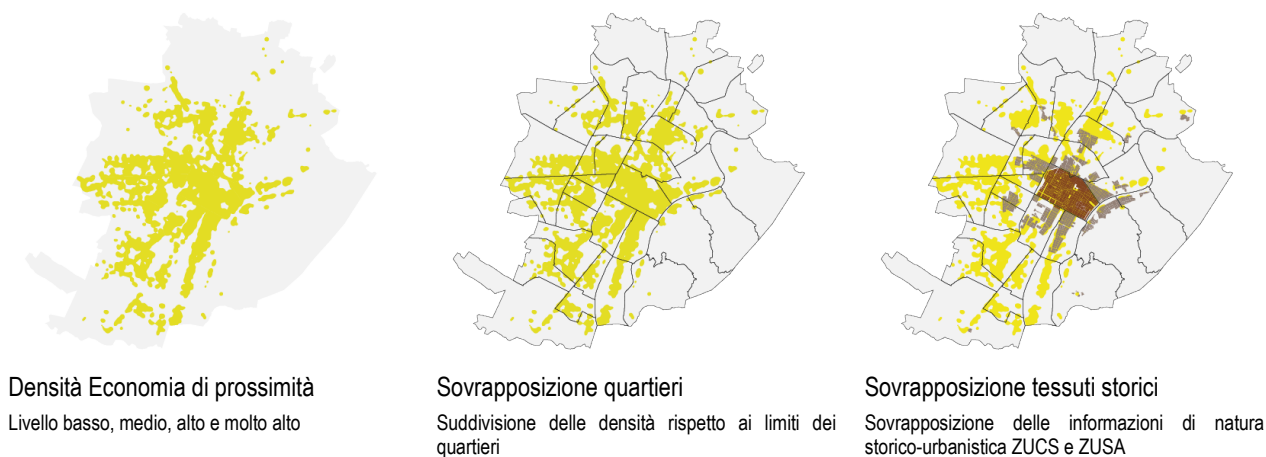 Densità Economia di prossimità
Livello basso, medio, alto e molto alto
Sovrapposizione quartieri
Suddivisione delle densità rispetto ai limiti dei
quartieri
Sovrapposizione tessuti storici
Sovrapposizione delle informazioni di natura
storico-urbanistica ZUCS e ZUSA